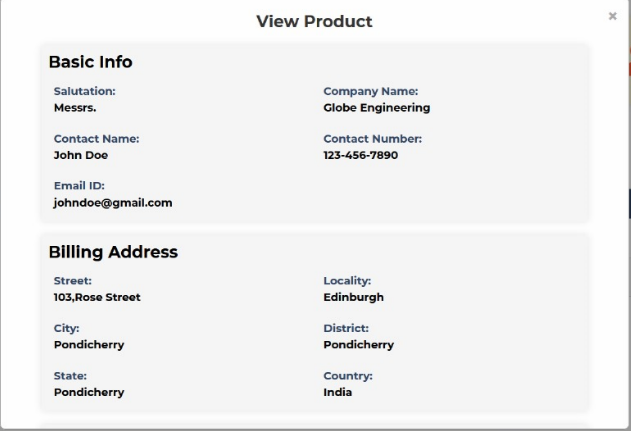 View Product
×
Basic Info
Salutation:
Messrs.
Company Name:
Globe Engineering
Contact Name:
John Doe
Contact Number:
123-456-7890
Email ID:
johndoe@gmail.com
Billing Address
Street:
103,Rose Street
Locality:
Edinburgh
City:
Pondicherry
District:
Pondicherry
State:
Pondicherry
Country:
India